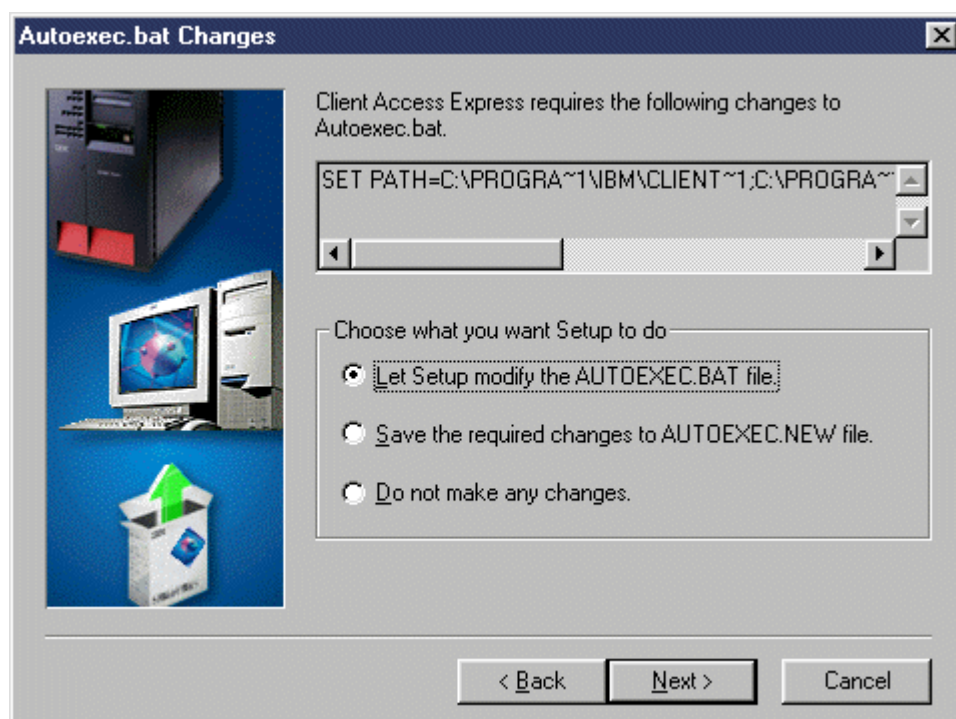 Autoexec.bat Changes
Client Access Express requires the following changes to
Autoexec.bat.
SET PATH=C:\PROGRA~1\IBM\CLIENT~1;C:\PROGRA~
Choose what you want Setup to do
Let Setup modify the AUTOEXEC.BAT file.
Save the required changes to AUTOEXEC.NEW file.
Do not make any changes.
< Back
Next >
Cancel